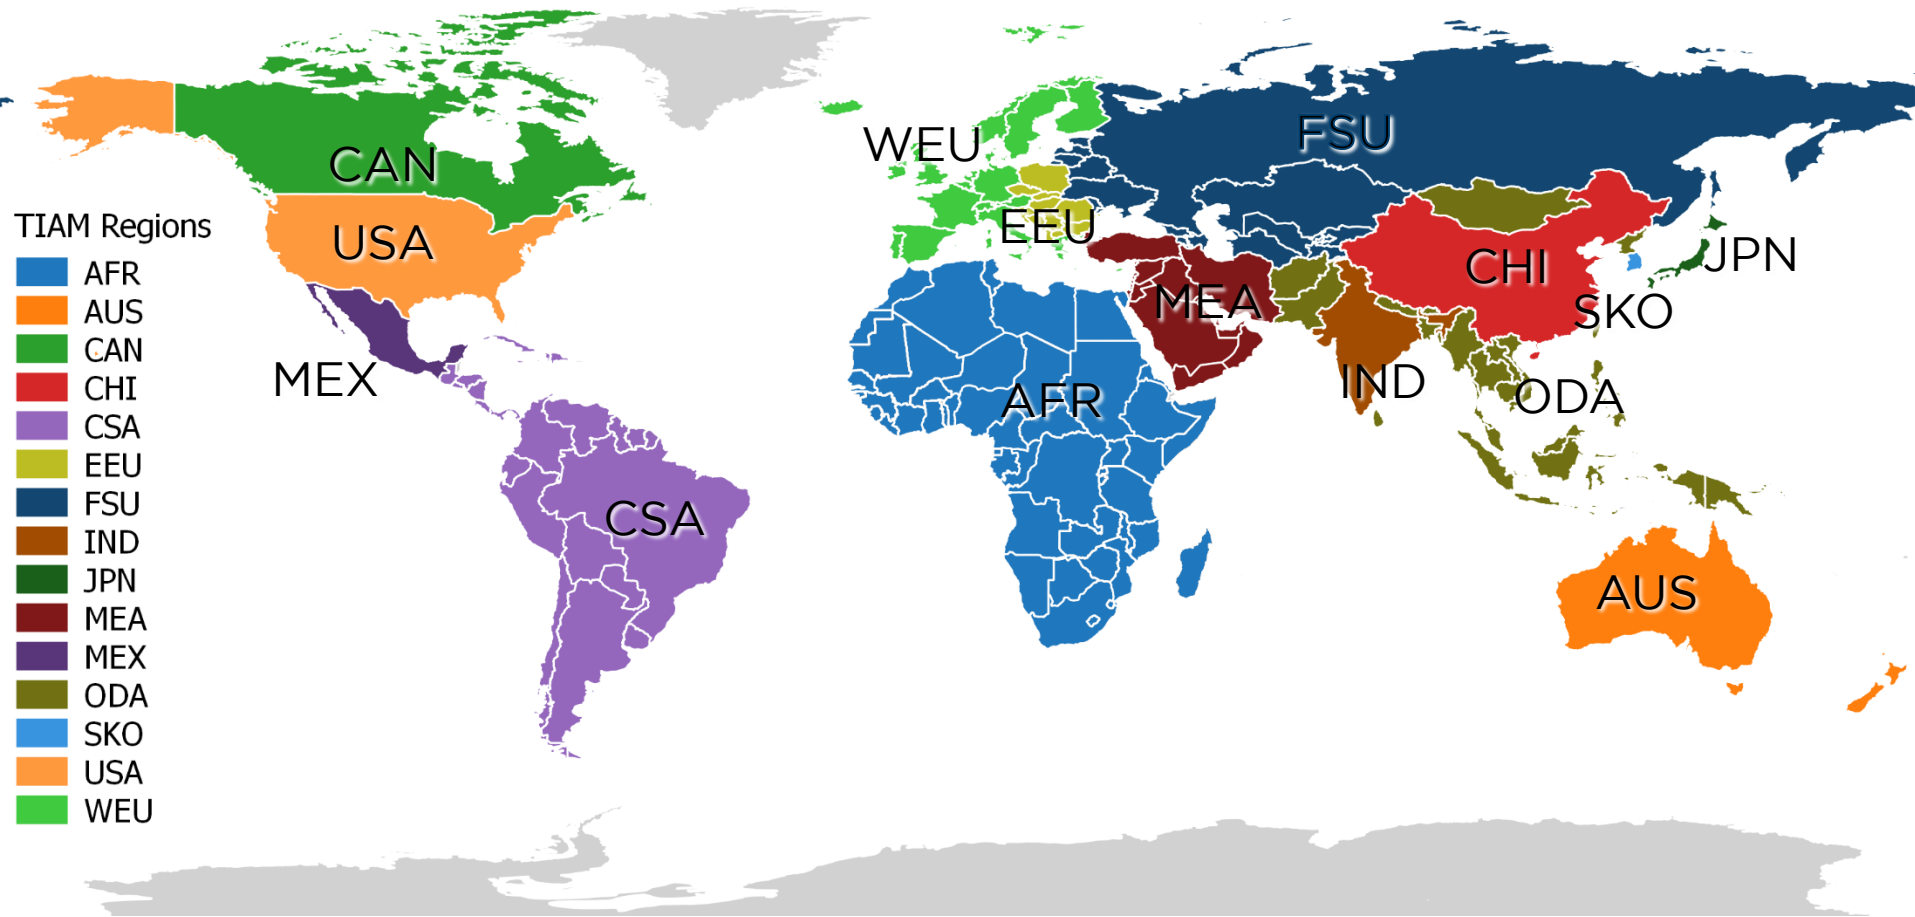 CAN
WEU
FSU
TIAM Regions
AFR
AUS
CAN
CHI
CSA
EEU
FSU
IND
JPN
MEA
MEX
ODA
SKO
USA
WEU
USA
EEU
CHI
JPN
MEA
SKO
MEX
AFR
IND
ODA
CSA
AUS